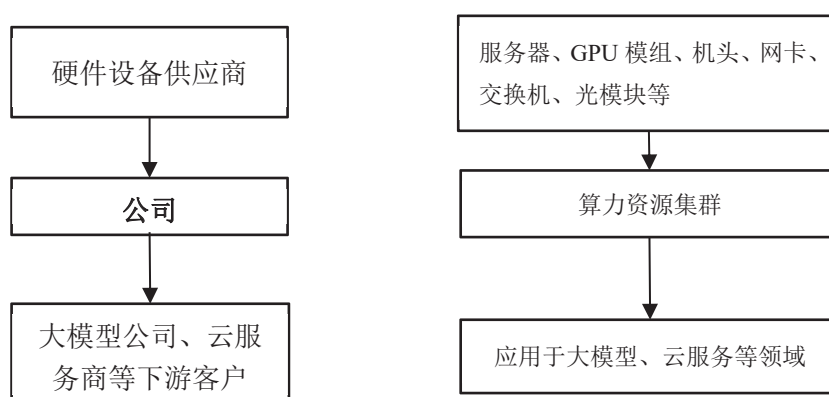 硬件设备供应商
公司
大模型公司、云服
务商等下游客户
服务器、GPU 模组、机头、网卡、
交换机、光模块等
算力资源集群
应用于大模型、云服务等领域